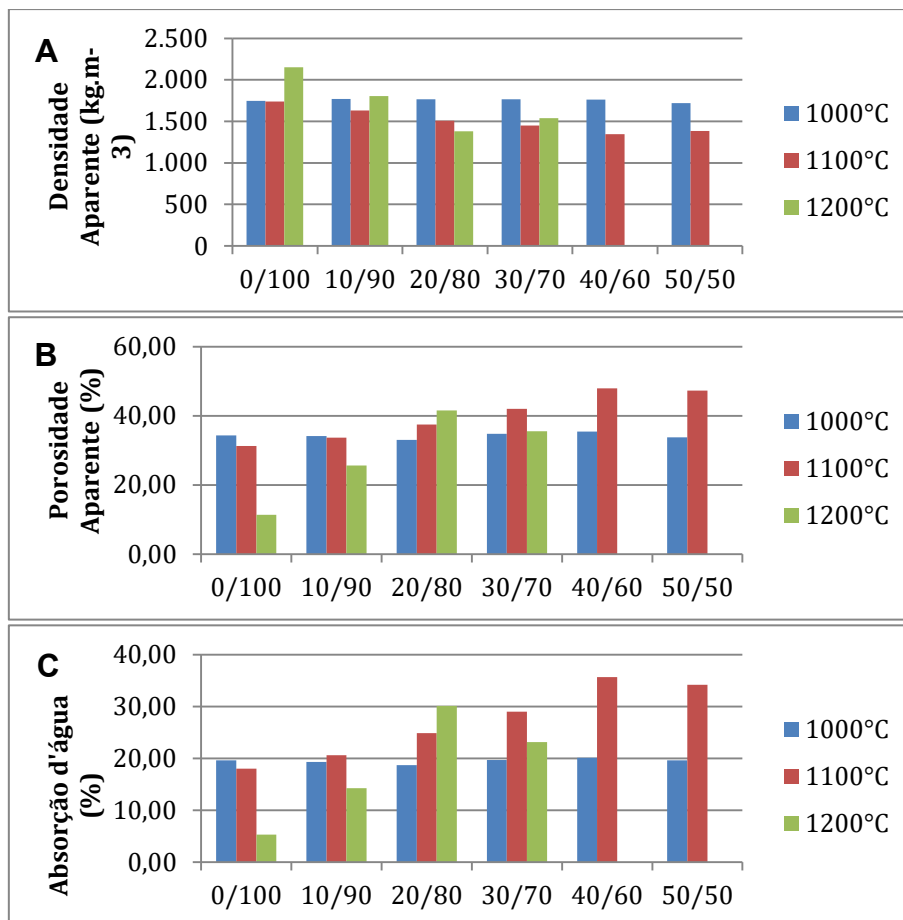 A
Densidade
Aparente (kg.m-
3)
2.500
2.000
1.500
1.000
500
0
0/100 10/90 20/80 30/70 40/60 50/50
1000°C
1100°C
1200°C
B
Porosidade
Aparente (%)
60,00
40,00
20,00
0,00
0/100 10/90 20/80 30/70 40/60 50/50
1000°C
1100°C
1200°C
C
Absorção d'água
(%)
40,00
30,00
20,00
10,00
0,00
0/100 10/90 20/80 30/70 40/60 50/50
1000°C
1100°C
1200°C